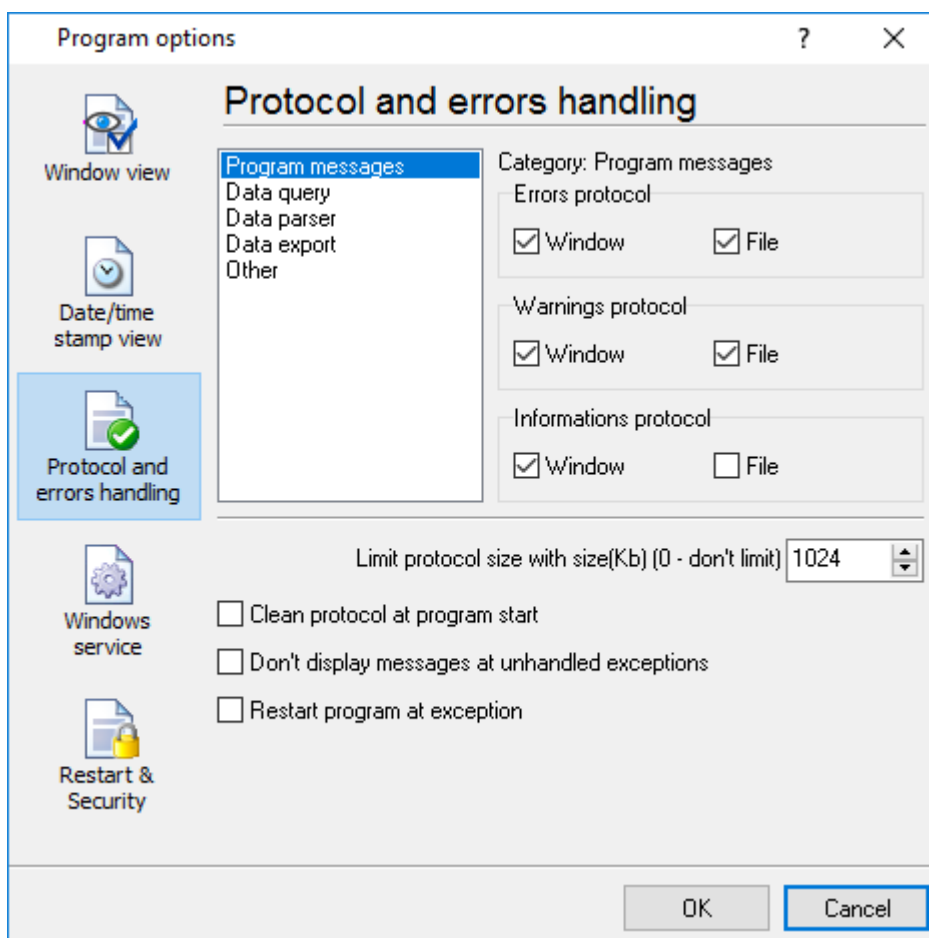 Program options
?
Window view
Date/time
stamp view
Protocol and
errors handling
Windows
service
Restart &
Security
Protocol and errors handling
Program messages
Data query
Data parser
Data export
Other
Category: Program messages
Errors protocol
Window File
Warnings protocol
Window File
Informations protocol
Window File
Limit protocol size with size(Kb) (0 - don't limit) 1024
Clean protocol at program start
Don't display messages at unhandled exceptions
Restart program at exception
OK Cancel